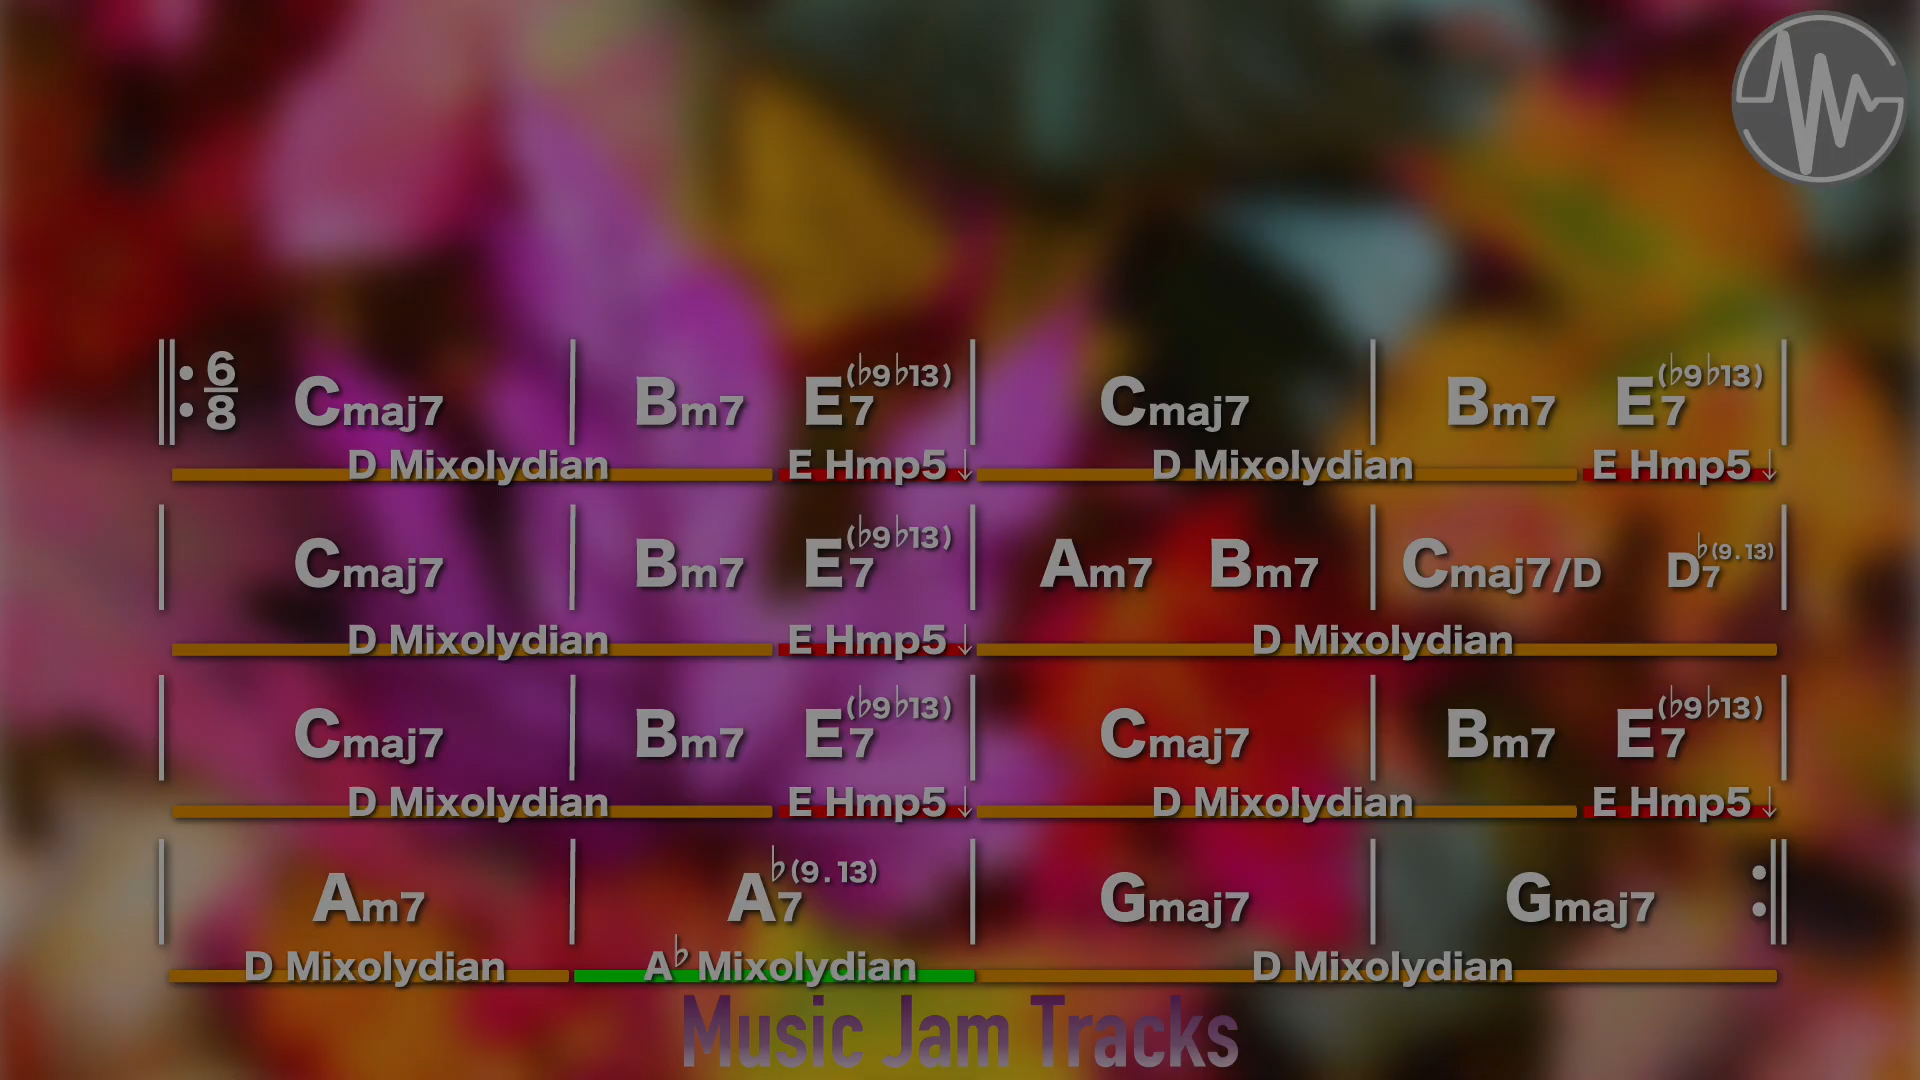 6/8 Cmaj7 Bm7 E7(♭9♭13) Cmaj7 Bm7 E7(♭9♭13)
D Mixolydian E Hmp5↓ D Mixolydian E Hmp5↓
Cmaj7 Bm7 E7(♭9♭13) Am7 Bm7 Cmaj7/D D7♭(9.13)
D Mixolydian E Hmp5↓ D Mixolydian
Cmaj7 Bm7 E7(♭9♭13) Cmaj7 Bm7 E7(♭9♭13)
D Mixolydian E Hmp5↓ D Mixolydian E Hmp5↓
Am7 A♭7(9.13) Gmaj7 Gmaj7
D Mixolydian A♭ Mixolydian D Mixolydian
Music Jam Tracks